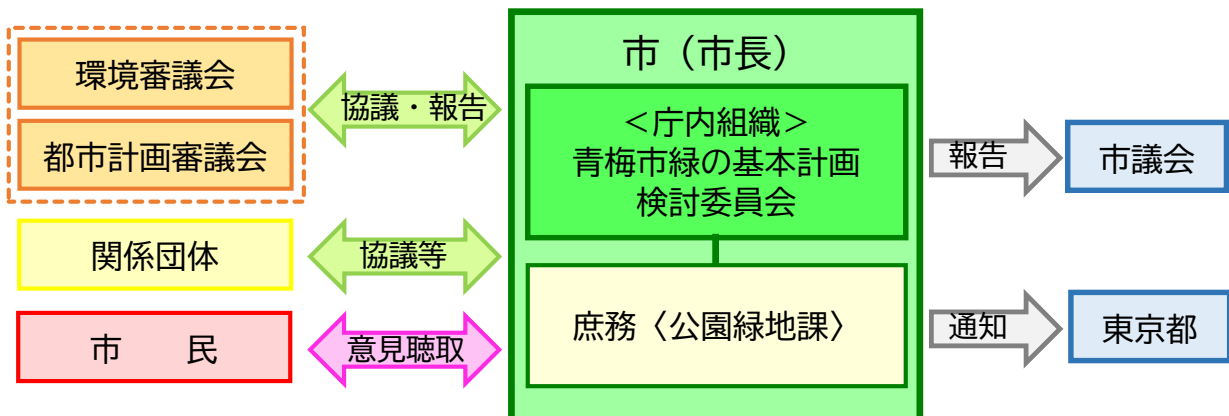 環境審議会
都市計画審議会
関係団体
市　　民
協議・報告
協議等
意見聴取
市（市長）
＜庁内組織＞
青梅市緑の基本計画
検討委員会
庶務〈公園緑地課〉
報告
通知
市議会
東京都